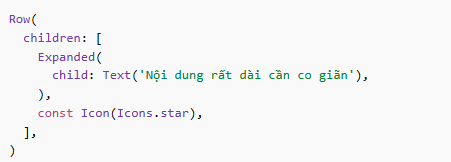 Row(
  children: [
    Expanded(
      child: Text('Nội dung rất dài cần co giãn'),
    ),
    const Icon(Icons.star),
  ],
)